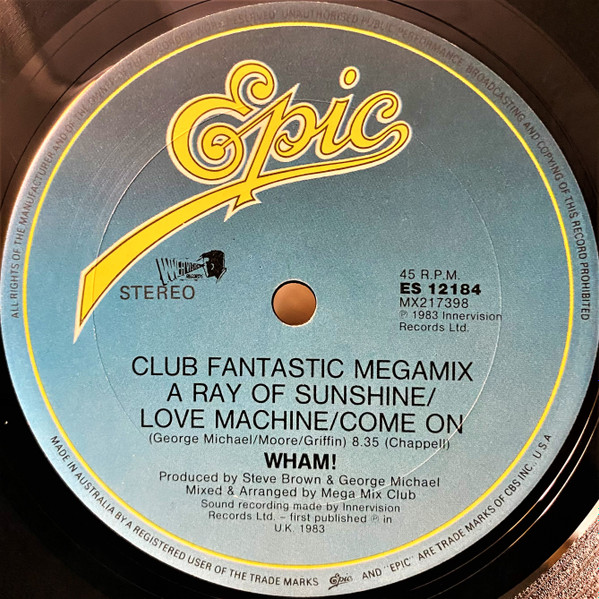 ALL RIGHTS OF THE MANUFACTURER AND OF THE OWNER OF THE
UNAUTHORISED PUBLIC PERFORMANCE, BROADCASTING AND COPYING OF THIS RECORD PROHIBITED
Epic
STEREO
45 R.P.M.
ES 12184
MX217398
℗ 1983 Innervision
Records Ltd.
CLUB FANTASTIC MEGAMIX
A RAY OF SUNSHINE/
LOVE MACHINE/COME ON
(George Michael/Moore/Griffin) 8.35 (Chappell)
WHAM!
Produced by Steve Brown & George Michael
Mixed & Arranged by Mega Mix Club
Sound recording made by Innervision
Records Ltd. – first published ℗ in
U.K. 1983
MADE IN AUSTRALIA BY A REGISTERED USER OF THE TRADE MARKS Epic AND "EPIC" ARE TRADE MARKS OF CBS INC., U.S.A